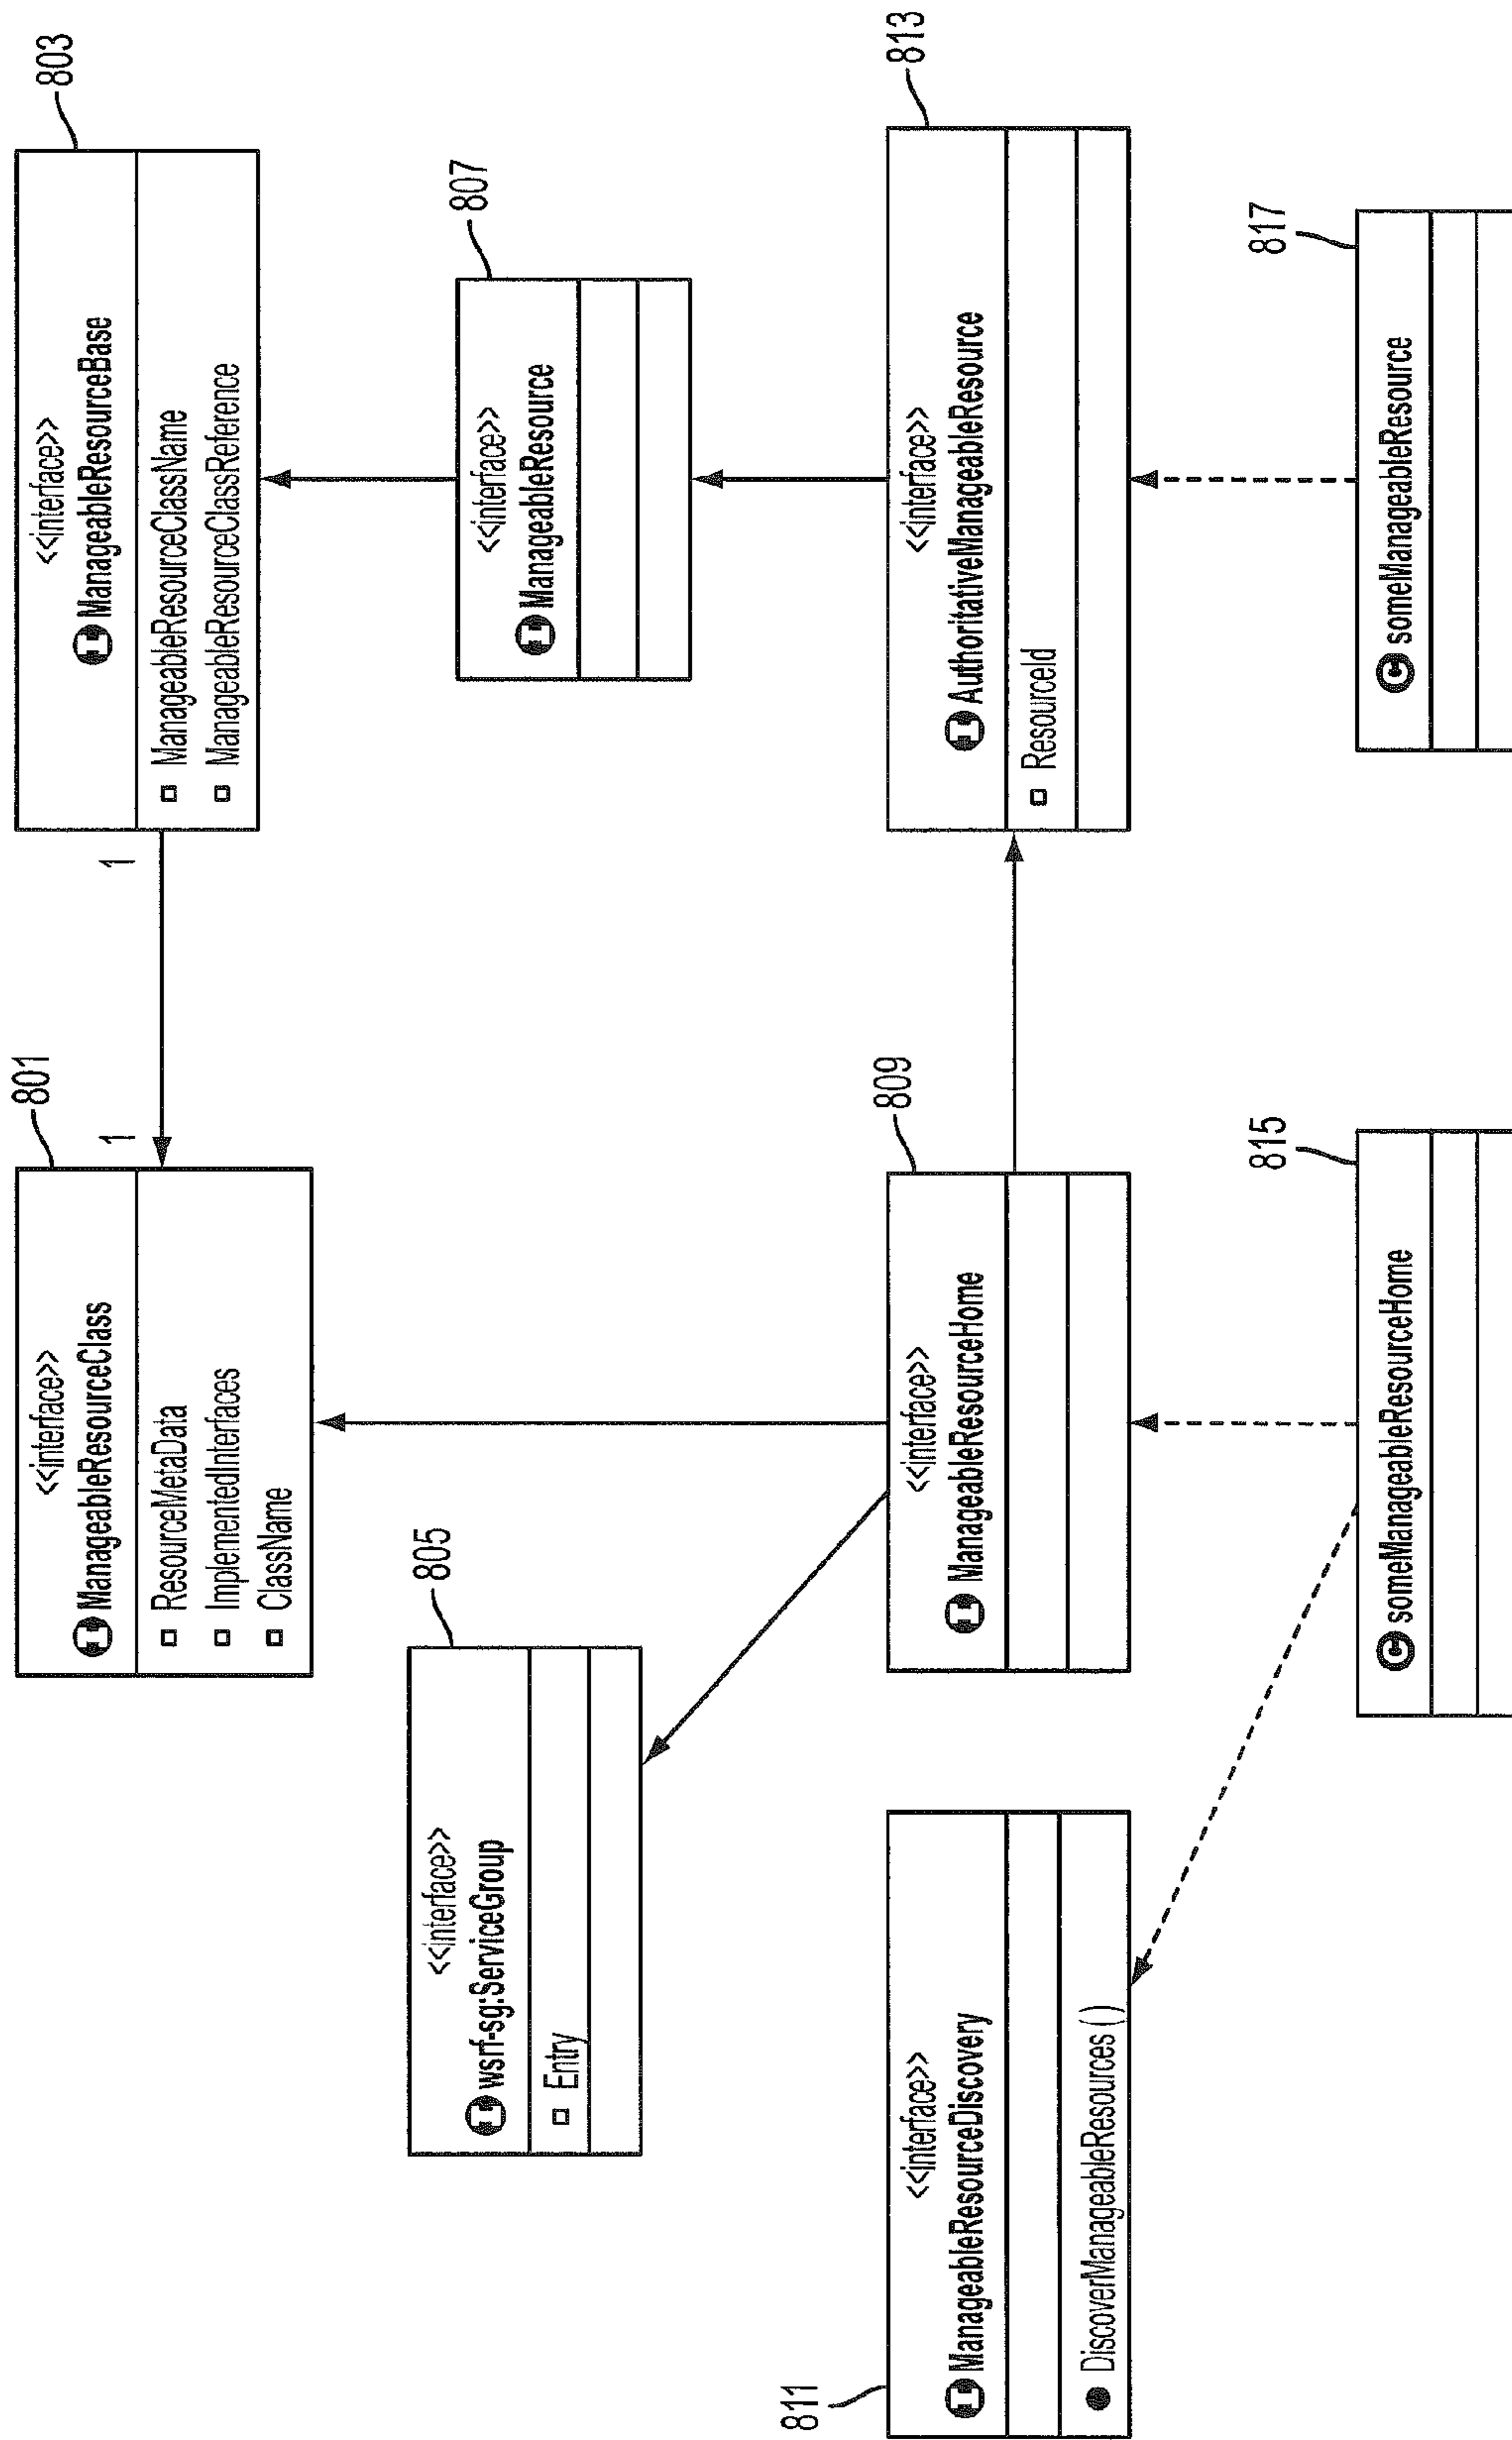 801
<<interface>>
ManageableResourceClass
ResourceMetaData
ImplementedInterfaces
ClassName
1
1
803
<<interface>>
ManageableResourceBase
ManageableResourceClassName
ManageableResourceClassReference
805
<<interface>>
wsrf-sg:ServiceGroup
Entry
807
<<interface>>
ManageableResource
811
<<interface>>
ManageableResourceDiscovery
DiscoverManageableResources ( )
809
<<interface>>
ManageableResourceHome
813
<<interface>>
AuthoritativeManageableResource
ResourceId
815
C someManageableResourceHome
817
C someManageableResource